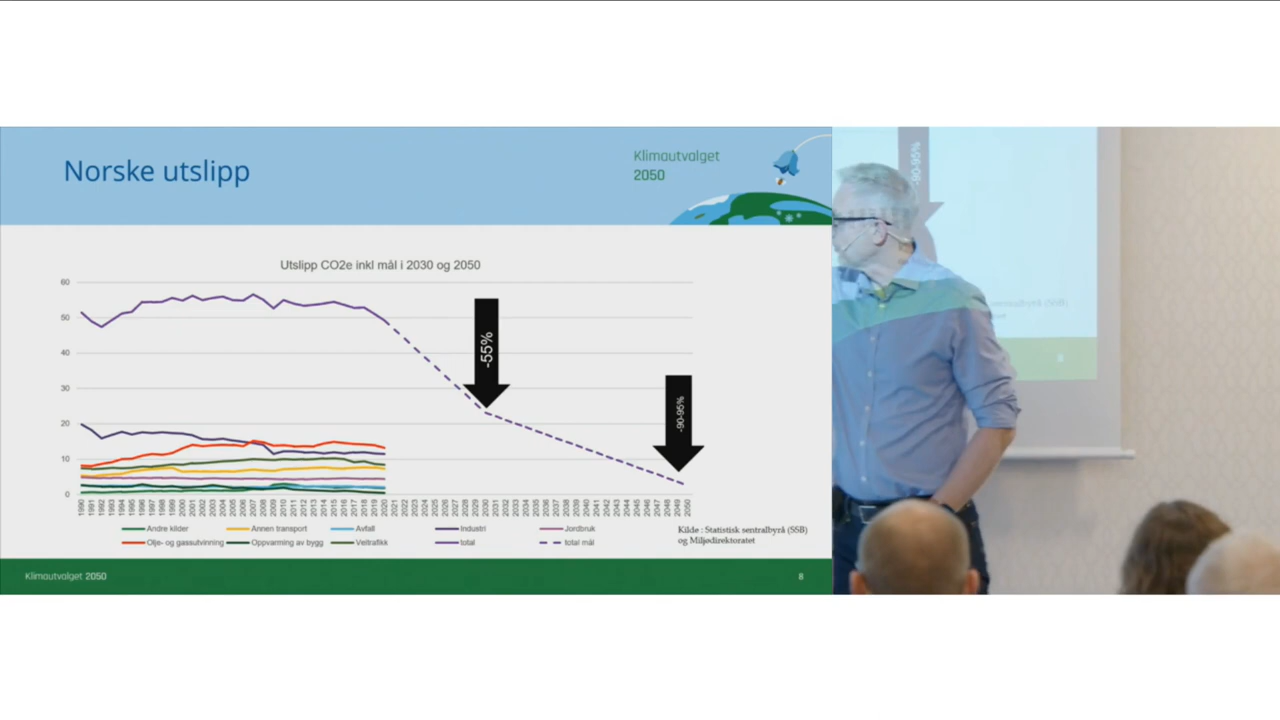 Norske utslipp
Klimautvalget
2050
Utslipp CO2e inkl mål i 2030 og 2050
60
50
40
30
20
10
0
-55%
-90-95%
1990 1991 1992 1993 1994 1995 1996 1997 1998 1999 2000 2001 2002 2003 2004 2005 2006 2007 2008 2009 2010 2011 2012 2013 2014 2015 2016 2017 2018 2019 2020 2021 2022 2023 2024 2025 2026 2027 2028 2029 2030 2031 2032 2033 2034 2035 2036 2037 2038 2039 2040 2041 2042 2043 2044 2045 2046 2047 2048 2049 2050
Andre kilder Annen transport Avfall Industri Jordbruk
Olje- og gassutvinning Oppvarming av bygg Veitrafikk total total mål
Kilde : Statistisk sentralbyrå (SSB)
og Miljødirektoratet
Klimautvalget 2050
8
-90-95%
sentralbyrå (SSB)
8